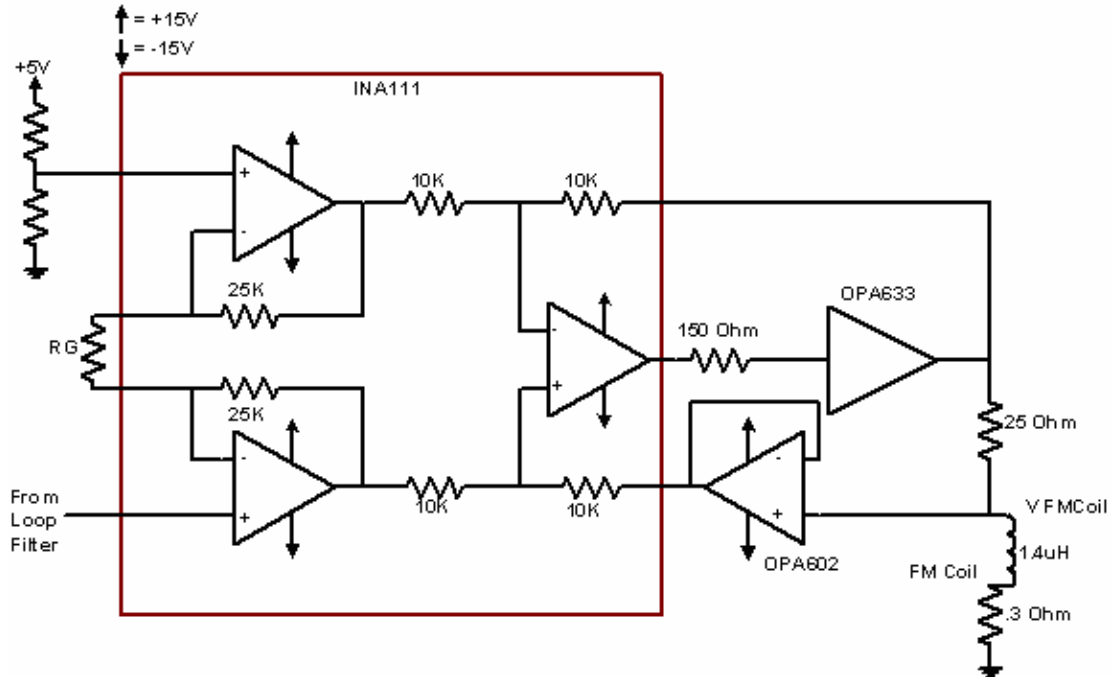 = +15V
= -15V
+5V
INA111
+
-
10K
10K
25K
RG
25K
-
+
From
Loop
Filter
10K
10K
-
+
150 Ohm
OPA633
25 Ohm
-
+
OPA602
V FMCoil
1.4uH
FM Coil
.3 Ohm